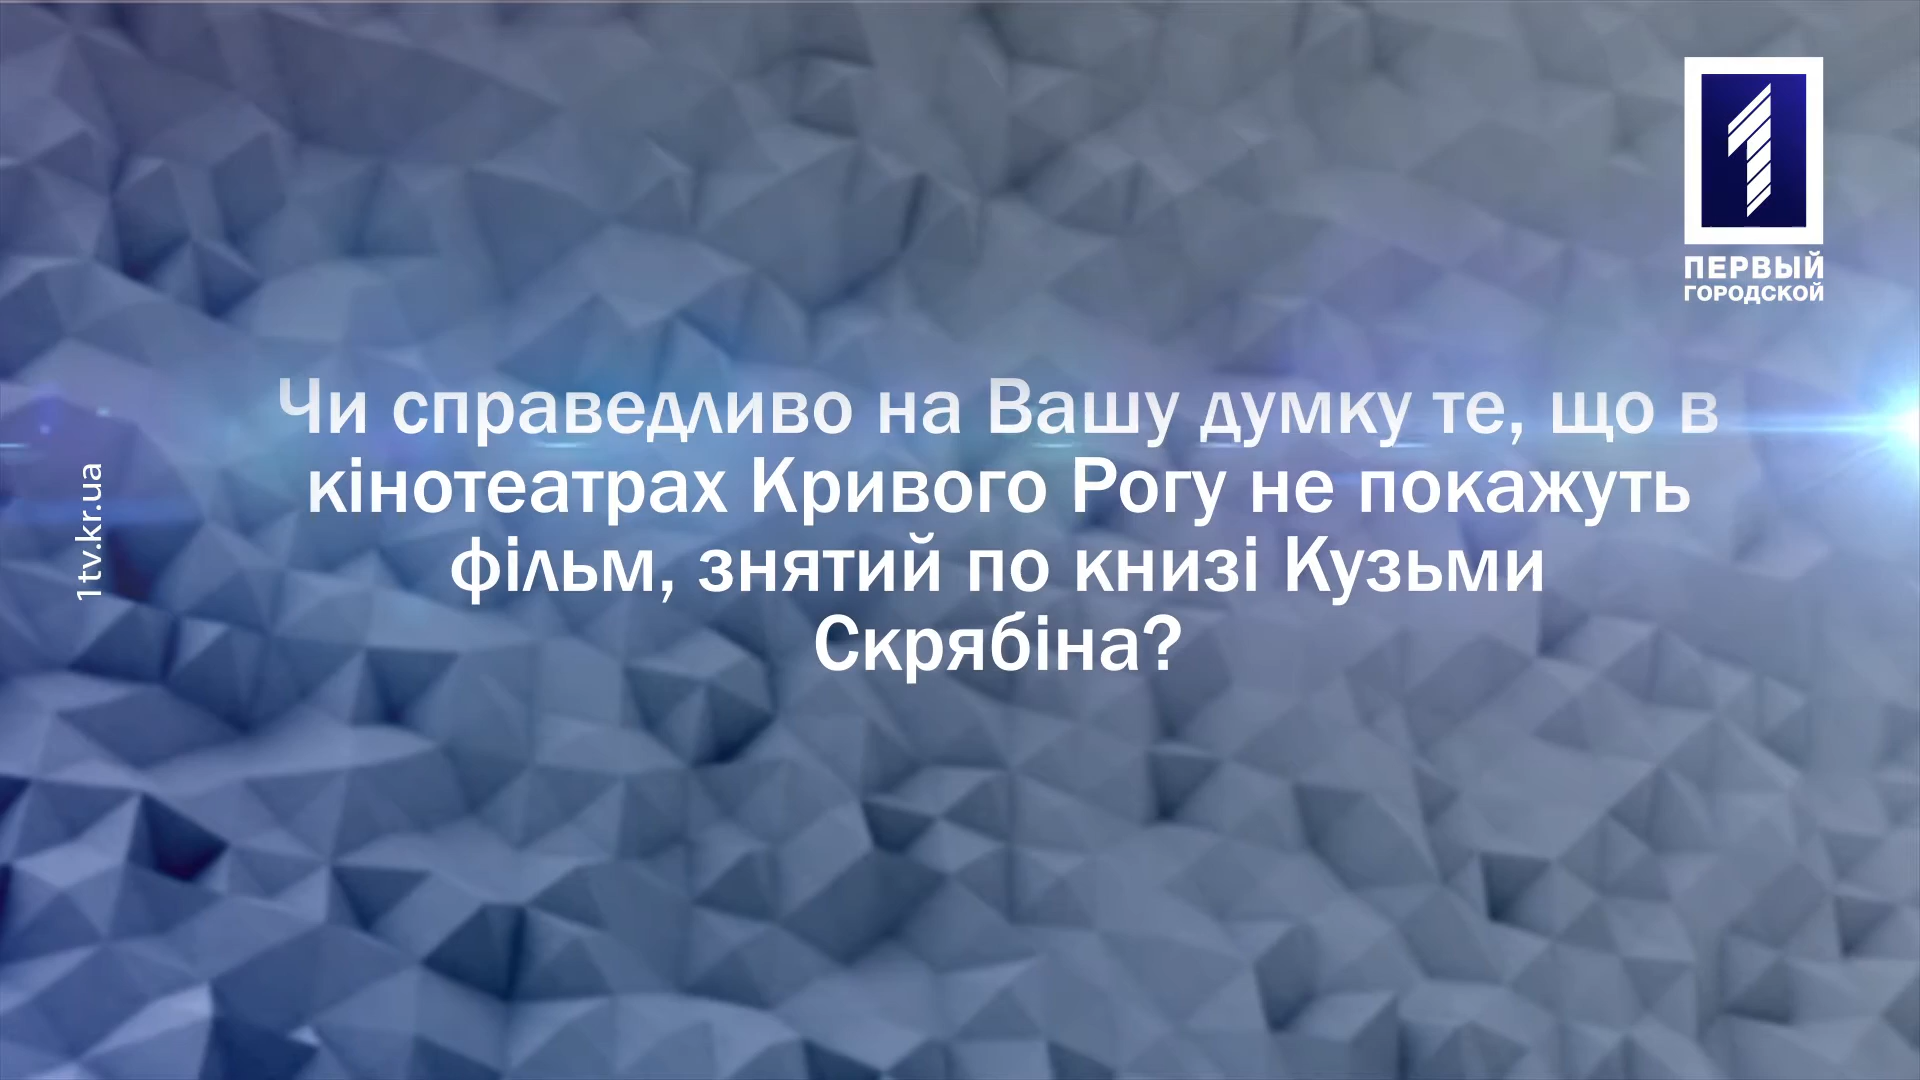 ПЕРВЫЙ
ГОРОДСКОЙ
Чи справедливо на Вашу думку те, що в
кінотеатрах Кривого Рогу не покажуть
фільм, знятий по книзі Кузьми
Скрябіна?
1tv.kr.ua